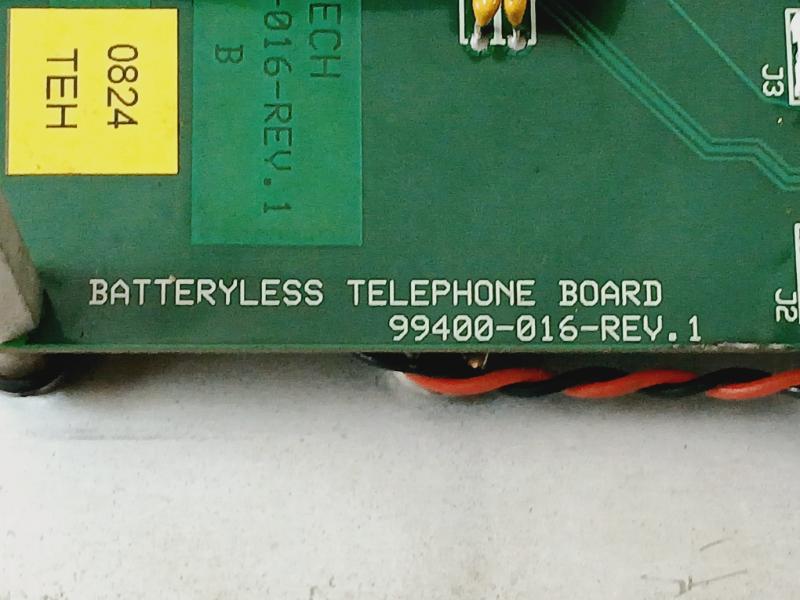 0824
TEH
ECH
-016-REV.1
B
J3
BATTERYLESS TELEPHONE BOARD
99400-016-REV.1
J2